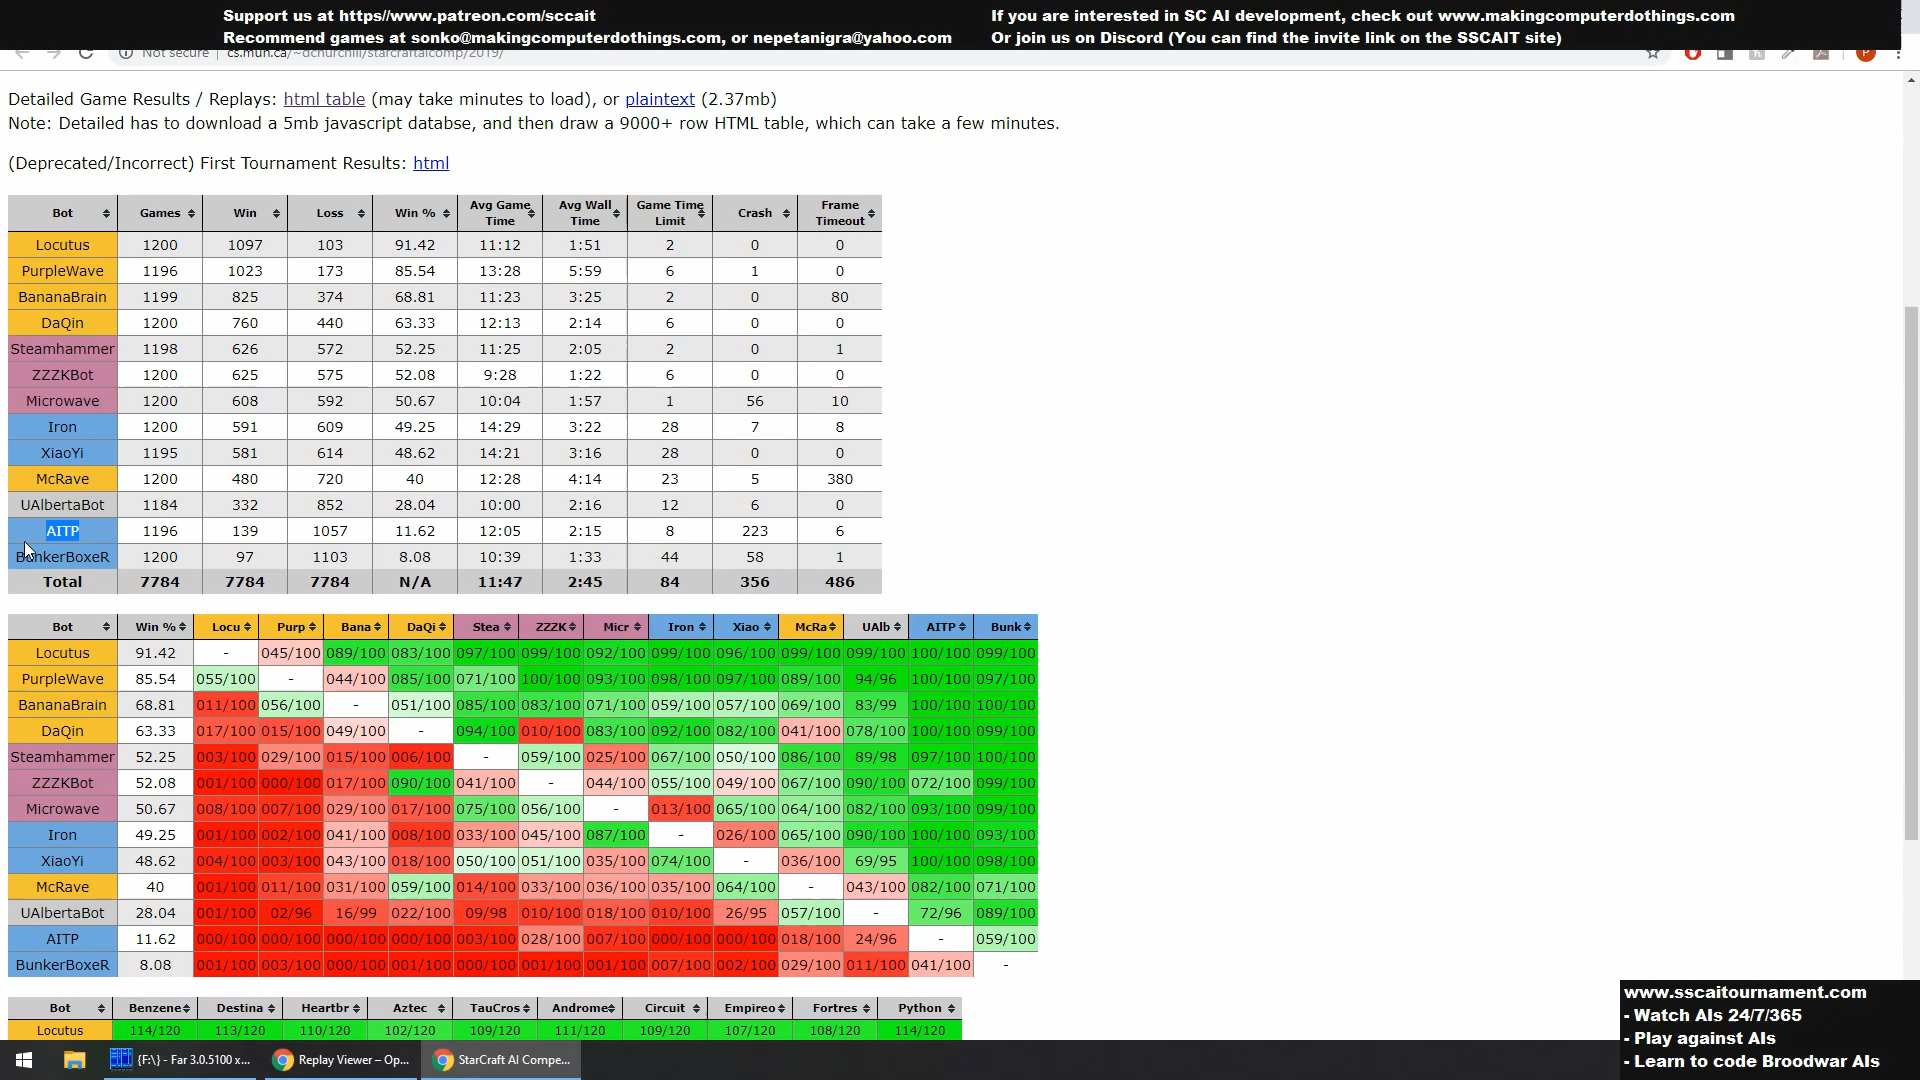 Support us at https//www.patreon.com/sccait
Recommend games at sonko@makingcomputerdothings.com, or nepetanigra@yahoo.com
If you are interested in SC AI development, check out www.makingcomputerdothings.com
Or join us on Discord (You can find the invite link on the SSCAIT site)
Not secure cs.mun.ca/~dchurchill/starcraftaicomp/2019/
Detailed Game Results / Replays: html table (may take minutes to load), or plaintext (2.37mb)
Note: Detailed has to download a 5mb javascript databse, and then draw a 9000+ row HTML table, which can take a few minutes.
(Deprecated/Incorrect) First Tournament Results: html
Bot Games Win Loss Win % Avg Game Time Avg Wall Time Game Time Limit Crash Frame Timeout
Locutus 1200 1097 103 91.42 11:12 1:51 2 0 0
PurpleWave 1196 1023 173 85.54 13:28 5:59 6 1 0
BananaBrain 1199 825 374 68.81 11:23 3:25 2 0 80
DaQin 1200 760 440 63.33 12:13 2:14 6 0 0
Steamhammer 1198 626 572 52.25 11:25 2:05 2 0 1
ZZZKBot 1200 625 575 52.08 9:28 1:22 6 0 0
Microwave 1200 608 592 50.67 10:04 1:57 1 56 10
Iron 1200 591 609 49.25 14:29 3:22 28 7 8
XiaoYi 1195 581 614 48.62 14:21 3:16 28 0 0
McRave 1200 480 720 40 12:28 4:14 23 5 380
UAlbertaBot 1184 332 852 28.04 10:00 2:16 12 6 0
AITP 1196 139 1057 11.62 12:05 2:15 8 223 6
BunkerBoxeR 1200 97 1103 8.08 10:39 1:33 44 58 1
Total 7784 7784 7784 N/A 11:47 2:45 84 356 486
Bot Win % Locu Purp Bana DaQi Stea ZZZK Micr Iron Xiao McRa UAlb AITP Bunk
Locutus 91.42 - 045/100 089/100 083/100 097/100 099/100 092/100 099/100 096/100 099/100 099/100 100/100 099/100
PurpleWave 85.54 055/100 - 044/100 085/100 071/100 100/100 093/100 098/100 097/100 089/100 94/96 100/100 097/100
BananaBrain 68.81 011/100 056/100 - 051/100 085/100 083/100 071/100 059/100 057/100 069/100 83/99 100/100 100/100
DaQin 63.33 017/100 015/100 049/100 - 094/100 010/100 083/100 092/100 082/100 041/100 078/100 100/100 099/100
Steamhammer 52.25 003/100 029/100 015/100 006/100 - 059/100 025/100 067/100 050/100 086/100 89/98 097/100 100/100
ZZZKBot 52.08 001/100 000/100 017/100 090/100 041/100 - 044/100 055/100 049/100 067/100 090/100 072/100 099/100
Microwave 50.67 008/100 007/100 029/100 017/100 075/100 056/100 - 013/100 065/100 064/100 082/100 093/100 099/100
Iron 49.25 001/100 002/100 041/100 008/100 033/100 045/100 087/100 - 026/100 065/100 090/100 100/100 093/100
XiaoYi 48.62 004/100 003/100 043/100 018/100 050/100 051/100 035/100 074/100 - 036/100 69/95 100/100 098/100
McRave 40 001/100 011/100 031/100 059/100 014/100 033/100 036/100 035/100 064/100 - 043/100 082/100 071/100
UAlbertaBot 28.04 001/100 02/96 16/99 022/100 09/98 010/100 018/100 010/100 26/95 057/100 - 72/96 089/100
AITP 11.62 000/100 000/100 000/100 000/100 003/100 028/100 007/100 000/100 000/100 018/100 24/96 - 059/100
BunkerBoxeR 8.08 001/100 003/100 000/100 001/100 000/100 001/100 001/100 007/100 002/100 029/100 011/100 041/100 -
Bot Benzene Destina Heartbr Aztec TauCros Androme Circuit Empireo Fortres Python
Locutus 114/120 113/120 110/120 102/120 109/120 111/120 109/120 107/120 108/120 114/120
www.sscaitournament.com
- Watch AIs 24/7/365
- Play against AIs
- Learn to code Broodwar AIs
{F:\} - Far 3.0.5100 x... Replay Viewer – Op... StarCraft AI Compe...